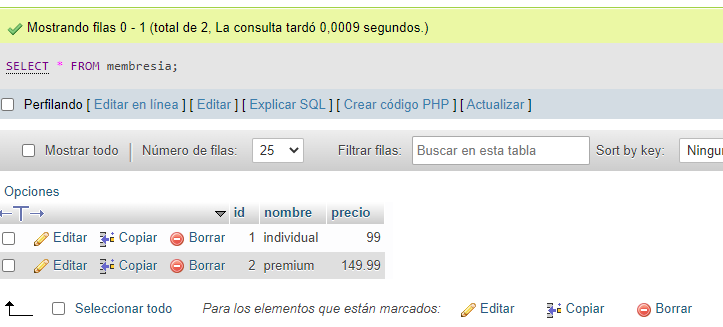 Mostrando filas 0 - 1 (total de 2, La consulta tardó 0,0009 segundos.)
SELECT * FROM membresia;
Perfilando [ Editar en línea ] [ Editar ] [ Explicar SQL ] [ Crear código PHP ] [ Actualizar ]
Mostrar todo | Número de filas: 25 Filtrar filas: Buscar en esta tabla Sort by key: Ningu
Opciones
id nombre precio
Editar Copiar Borrar 1 individual 99
Editar Copiar Borrar 2 premium 149.99
Seleccionar todo Para los elementos que están marcados: Editar Copiar Borrar